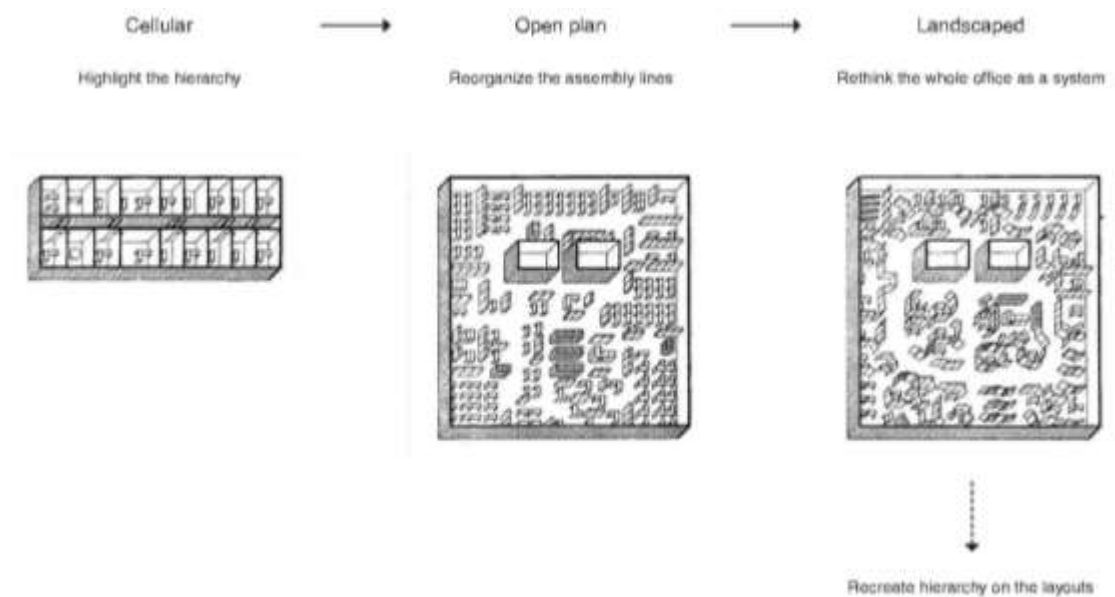 Cellular
Open plan
Landscaped
Highlight the hierarchy
Reorganize the assembly lines
Rethink the whole office as a system
Recreate hierarchy on the layouts